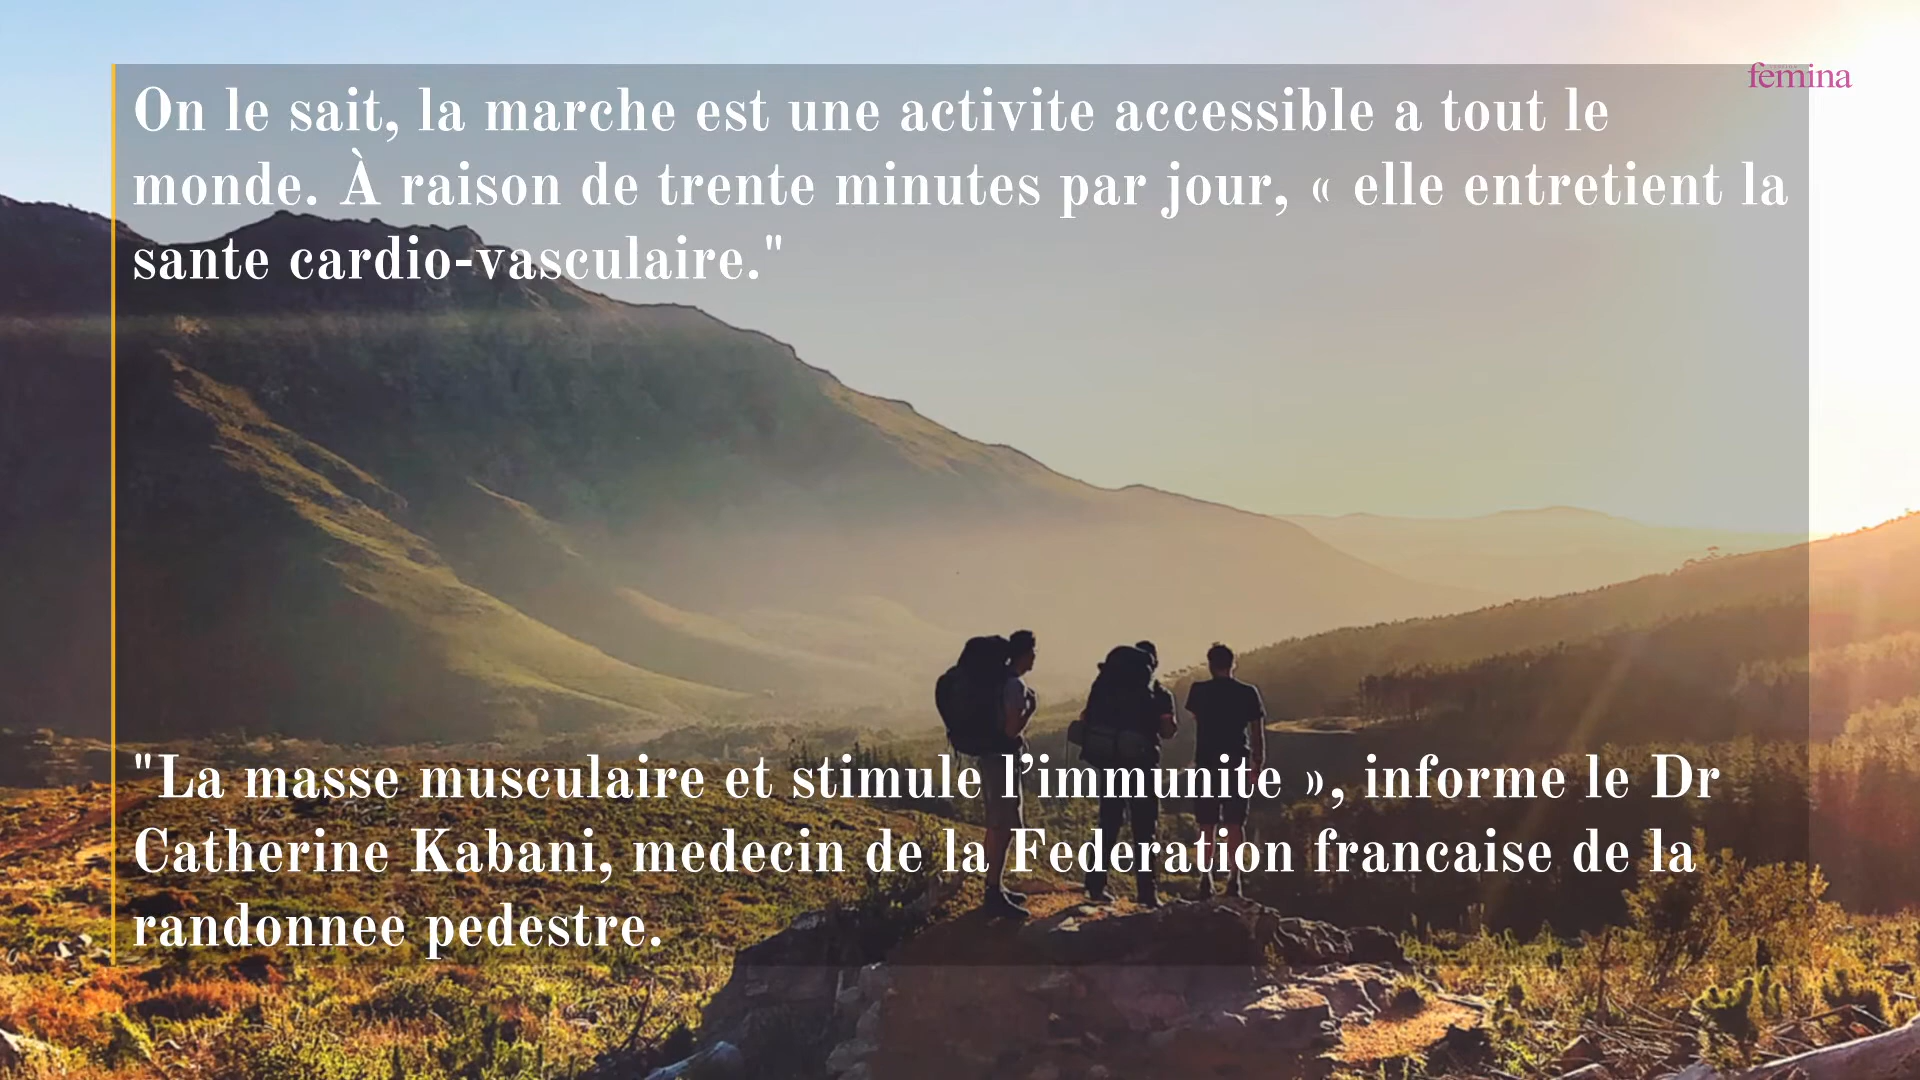 femina
On le sait, la marche est une activite accessible a tout le
monde. À raison de trente minutes par jour, « elle entretient la
sante cardio-vasculaire."
"La masse musculaire et stimule l’immunite », informe le Dr
Catherine Kabani, medecin de la Federation francaise de la
randonnee pedestre.